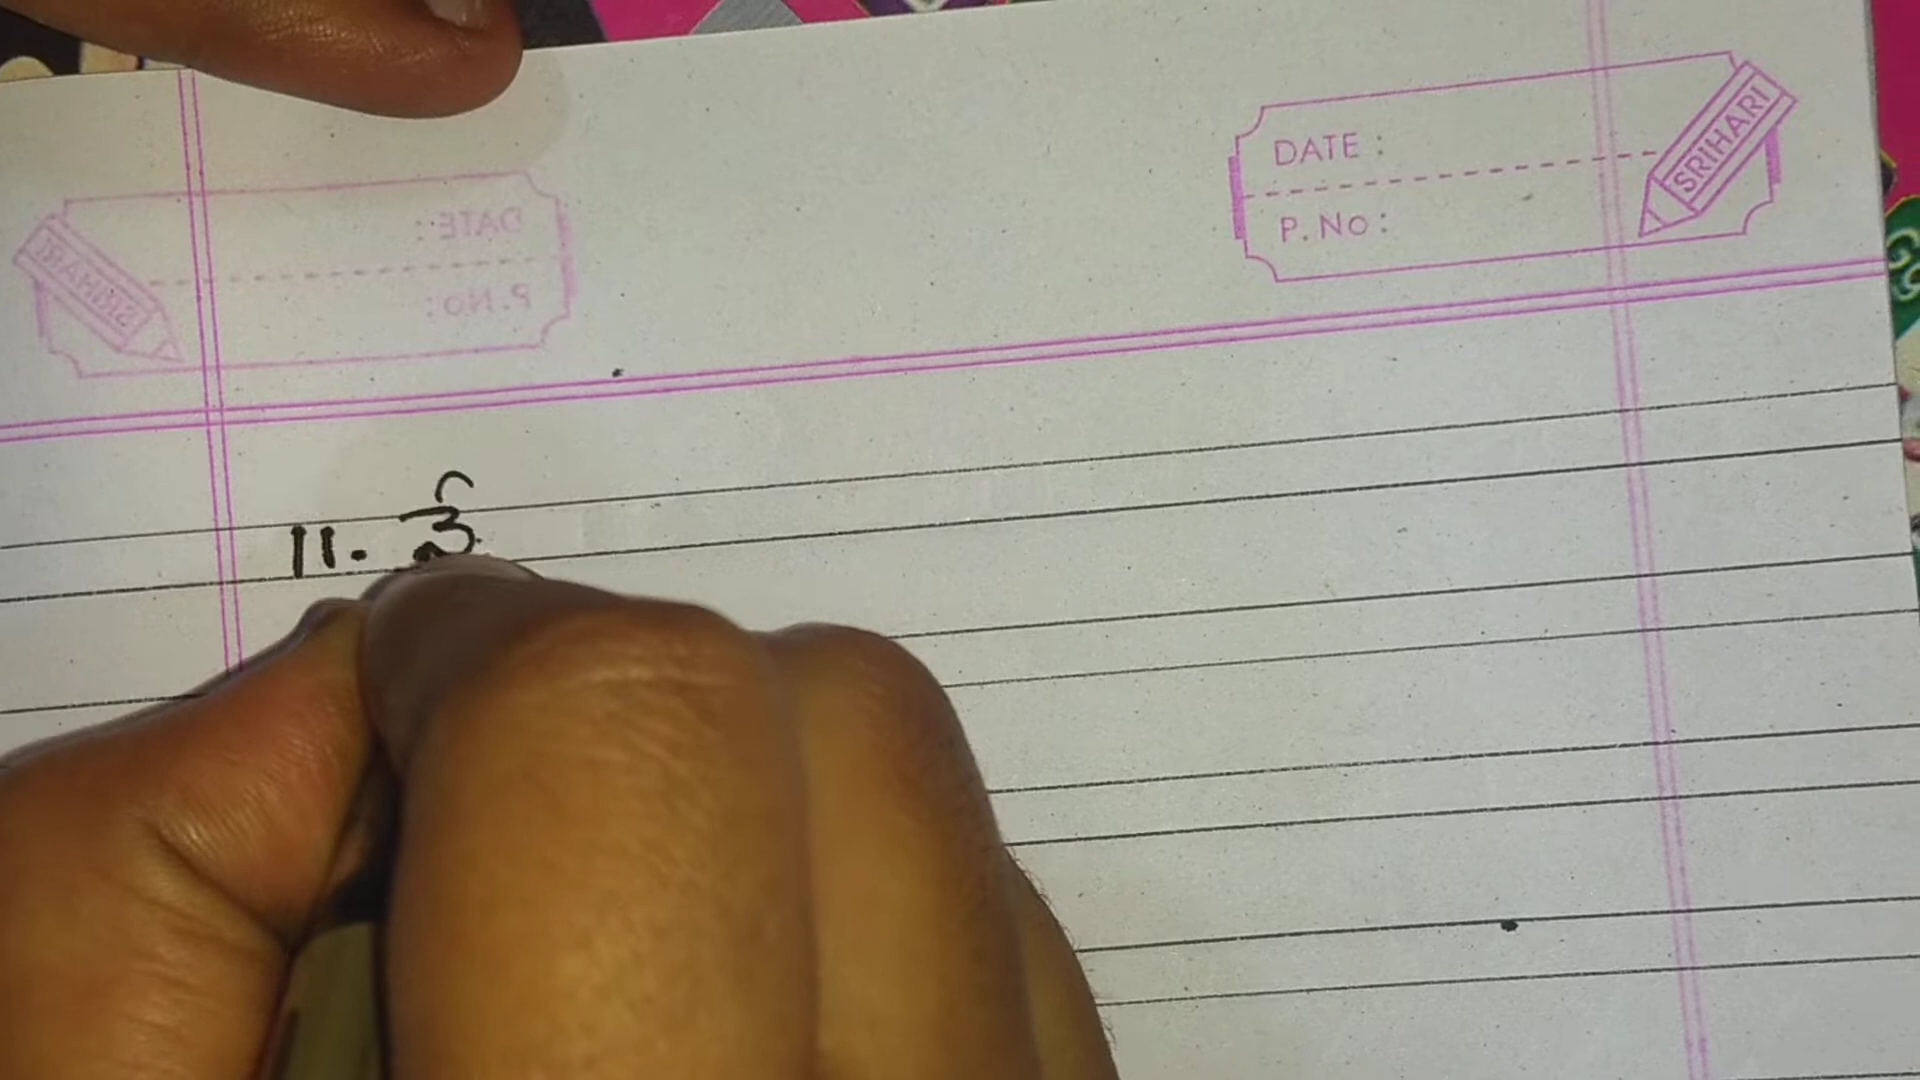 DATE :
P. No :
SRIHARI
11.